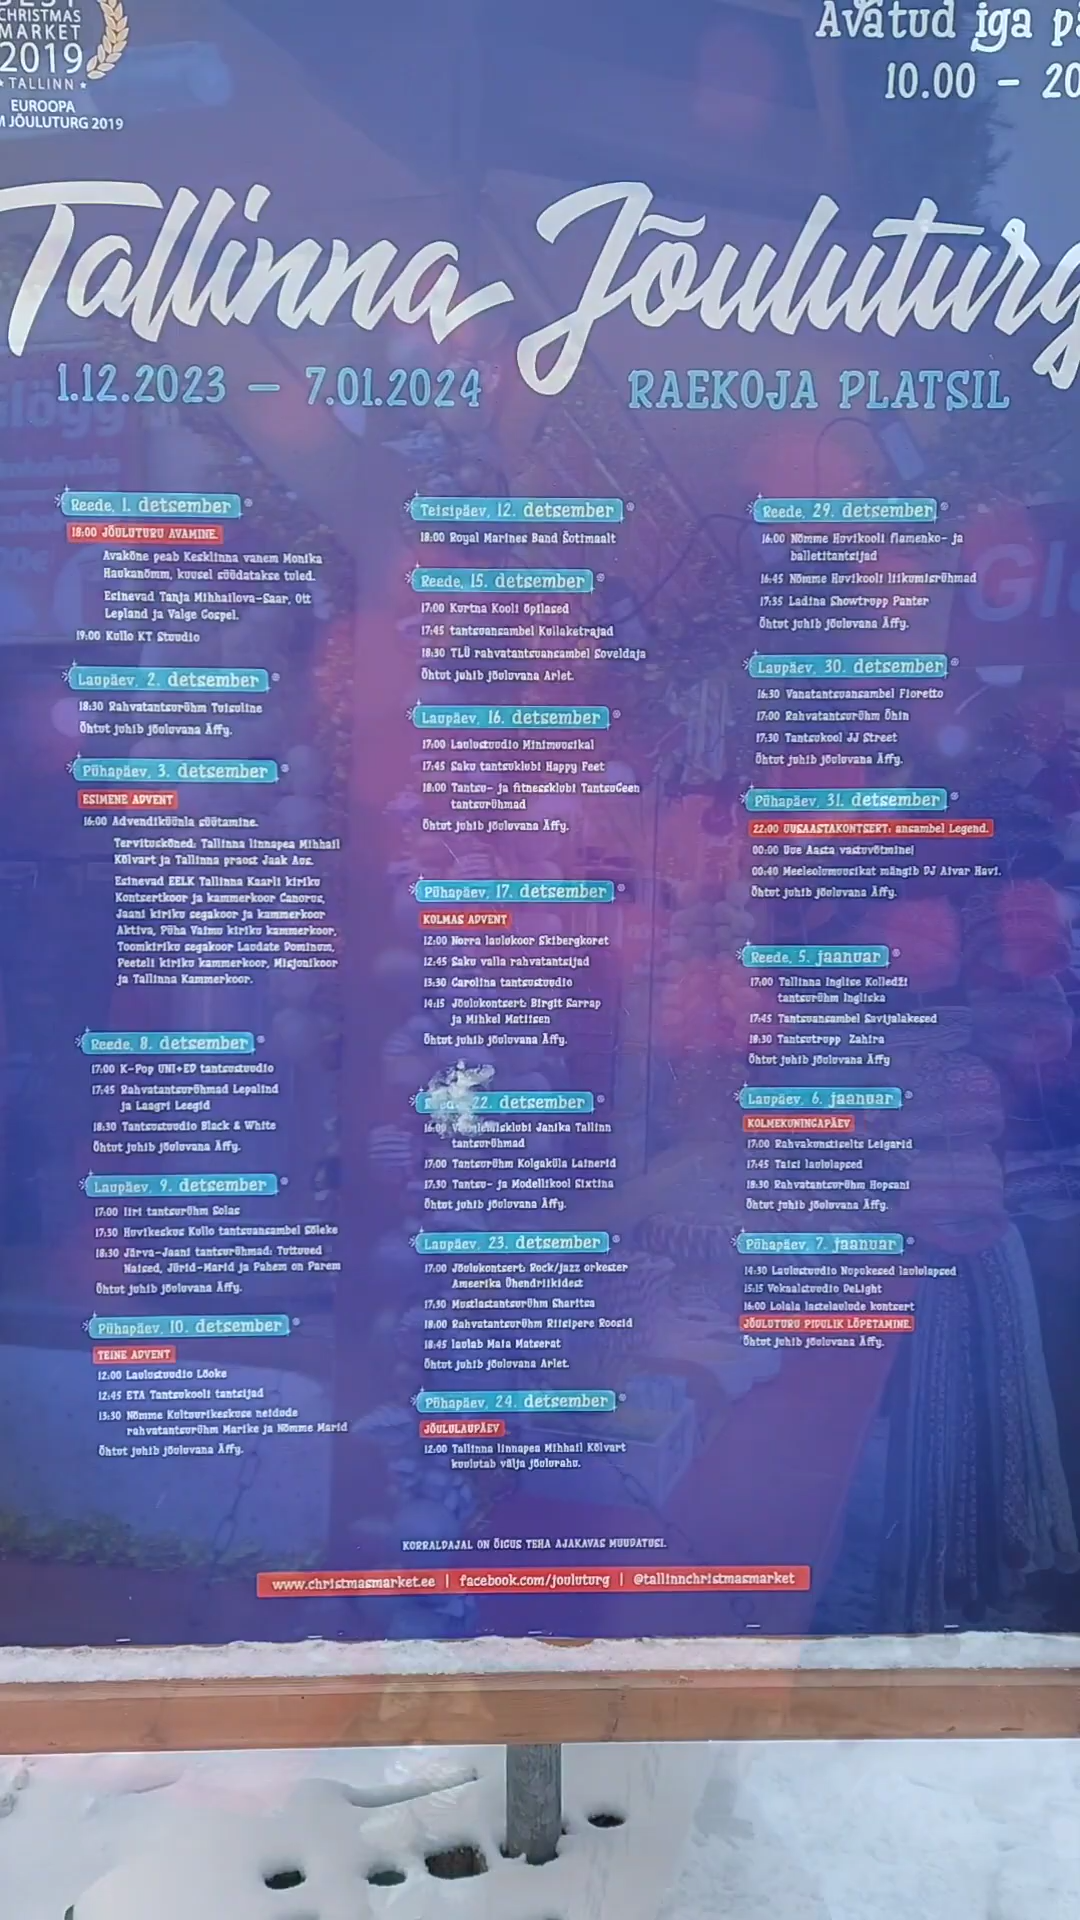 BEST
CHRISTMAS
MARKET
2019
TALLINN
EUROOPA
M JÕULUTURG 2019
Avatud iga pä
10.00 – 20
Tallinna Jõuluturg
1.12.2023 – 7.01.2024
RAEKOJA PLATSIL
Reede, 1. detsember
18:00 JÕULUTURU AVAMINE.
Avakõne peab Kesklinna vanem Monika
Haukanõmm, kuusel süüdatakse tuled.
Esinevad Tanja Mihhailova-Saar, Ott
Lepland ja Valge Gospel.
19:00 Kullo KT Stuudio
Laupäev, 2. detsember
18:30 Rahvatantsurühm Tuisuline
Õhtut juhib jõuluvana Äffy.
Pühapäev, 3. detsember
ESIMENE ADVENT
16:00 Advendiküünla süütamine.
Tervituskõned: Tallinna linnapea Mihhail
Kõlvart ja Tallinna praost Jaak Aus.
Esinevad EELK Tallinna Kaarli kiriku
Kontsertkoor ja kammerkoor Canorus,
Jaani kiriku segakoor ja kammerkoor
Aktiva, Püha Vaimu kiriku kammerkoor,
Toomkiriku segakoor Laudate Dominum,
Peeteli kiriku kammerkoor, Misjonikoor
ja Tallinna Kammerkoor.
Reede, 8. detsember
17:00 K-Pop UNI+ED tantsustuudio
17:45 Rahvatantsurühmad Lepalind
ja Laagri Leegid
18:30 Tantsustuudio Black & White
Õhtut juhib jõuluvana Äffy.
Laupäev, 9. detsember
17:00 Iiri tantsurühm Solas
17:30 Huvikeskus Kullo tantsuansambel Sõleke
18:30 Järva-Jaani tantsurühmad: Tuttuued
Naised, Jürid-Marid ja Pahem on Parem
Õhtut juhib jõuluvana Äffy.
Pühapäev, 10. detsember
TEINE ADVENT
12:00 Laulustuudio Lõoke
12:45 ETA Tantsukooli tantsijad
13:30 Nõmme Kultuurikeskuse neidude
rahvatantsurühm Marike ja Nõmme Marid
Õhtut juhib jõuluvana Äffy.
Teisipäev, 12. detsember
18:00 Royal Marines Band Šotimaalt
Reede, 15. detsember
17:00 Kurtna Kooli õpilased
17:45 tantsuansambel Kullaketrajad
18:30 TLÜ rahvatantsuansambel Soveldaja
Õhtut juhib jõuluvana Arlet.
Laupäev, 16. detsember
17:00 Laulustuudio Minimuusikal
17:45 Saku tantsuklubi Happy Feet
18:00 Tantsu- ja fitnessklubi TantsuGeen
tantsurühmad
Õhtut juhib jõuluvana Äffy.
Pühapäev, 17. detsember
KOLMAS ADVENT
12:00 Norra laulukoor Skibergkoret
12:45 Saku valla rahvatantsijad
13:30 Carolina tantsustuudio
14:15 Jõulukontsert: Birgit Sarrap
ja Mihkel Mattisen
Õhtut juhib jõuluvana Äffy.
22. detsember
16:00 Janika Tallinn
tantsurühmad
17:00 Tantsurühm Kolgaküla Lainerid
17:30 Tantsu- ja Modellikool Sixtina
Õhtut juhib jõuluvana Äffy.
Laupäev, 23. detsember
17:00 Jõulukontsert: Rock/jazz orkester
Ameerika Ühendriikidest
17:30 Mustlastantsurühm Sharitsa
18:00 Rahvatantsurühm Riisipere Roosid
18:45 laulab Maia Matserat
Õhtut juhib jõuluvana Arlet.
Pühapäev, 24. detsember
JÕULULAUPÄEV
12:00 Tallinna linnapea Mihhail Kõlvart
kuulutab välja jõulurahu.
Reede, 29. detsember
16:00 Nõmme Huvikooli flamenko- ja
balletitantsijad
16:45 Nõmme Huvikooli liikumisrühmad
17:35 Ladina Showtrupp Panter
Õhtut juhib jõuluvana Äffy.
Laupäev, 30. detsember
16:30 Vanatantsuansambel Fioretto
17:00 Rahvatantsurühm Õhin
17:30 Tantsukool JJ Street
Õhtut juhib jõuluvana Äffy.
Pühapäev, 31. detsember
22:00 UUSAASTAKONTSERT: ansambel Legend.
00:00 Uue Aasta vastuvõtmine!
00:40 Meeleolumuusikat mängib DJ Aivar Havi.
Õhtut juhib jõuluvana Äffy.
Reede, 5. jaanuar
17:00 Tallinna Inglise Kolledži
tantsurühm Ingliska
17:45 Tantsuansambel Savijalakesed
18:30 Tantsutrupp Zahira
Õhtut juhib jõuluvana Äffy
Laupäev, 6. jaanuar
KOLMEKUNINGAPÄEV
17:00 Rahvakunstiselts Leigarid
17:45 Taisi laululapsed
18:30 Rahvatantsurühm Hopsani
Õhtut juhib jõuluvana Äffy.
Pühapäev, 7. jaanuar
14:30 Laulustuudio Nupukesed laululapsed
15:15 Vokaalstuudio DeLight
16:00 Lolala lastelaulude kontsert
JÕULUTURU PIDULIK LÕPETAMINE.
Õhtut juhib jõuluvana Äffy.
KORRALDAJAL ON ÕIGUS TEHA AJAKAVAS MUUDATUSI.
www.christmasmarket.ee | facebook.com/jouluturg | @tallinnchristmasmarket